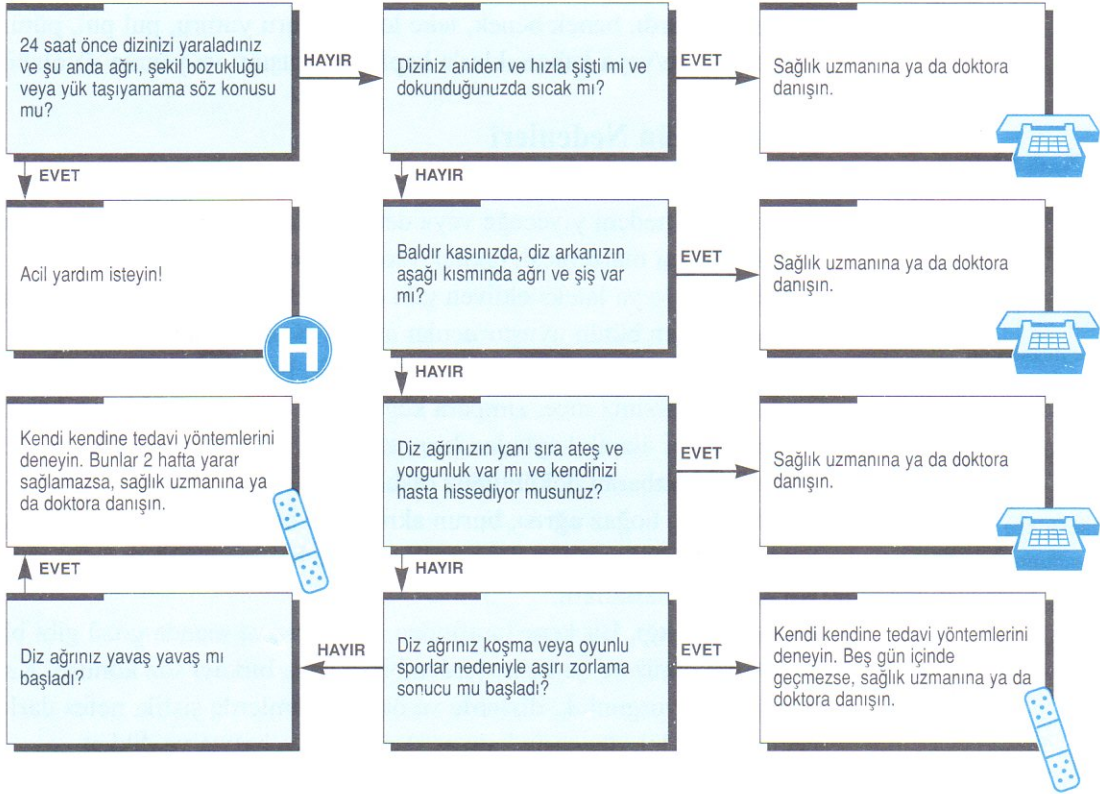 24 saat önce dizinizi yaraladınız
ve şu anda ağrı, şekil bozukluğu
veya yük taşıyamama söz konusu
mu?
HAYIR
Diziniz aniden ve hızla şişti mi ve
dokunduğunuzda sıcak mı?
EVET
Sağlık uzmanına ya da doktora
danışın.
EVET
HAYIR
Acil yardım isteyin!
H
Baldır kasınızda, diz arkanızın
aşağı kısmında ağrı ve şiş var
mı?
EVET
Sağlık uzmanına ya da doktora
danışın.
HAYIR
Kendi kendine tedavi yöntemlerini
deneyin. Bunlar 2 hafta yarar
sağlamazsa, sağlık uzmanına ya
da doktora danışın.
Diz ağrınızın yanı sıra ateş ve
yorgunluk var mı ve kendinizi
hasta hissediyor musunuz?
EVET
Sağlık uzmanına ya da doktora
danışın.
EVET
HAYIR
Diz ağrınız yavaş yavaş mı
başladı?
HAYIR
Diz ağrınız koşma veya oyunlu
sporlar nedeniyle aşırı zorlama
sonucu mu başladı?
EVET
Kendi kendine tedavi yöntemlerini
deneyin. Beş gün içinde
geçmezse, sağlık uzmanına ya da
doktora danışın.